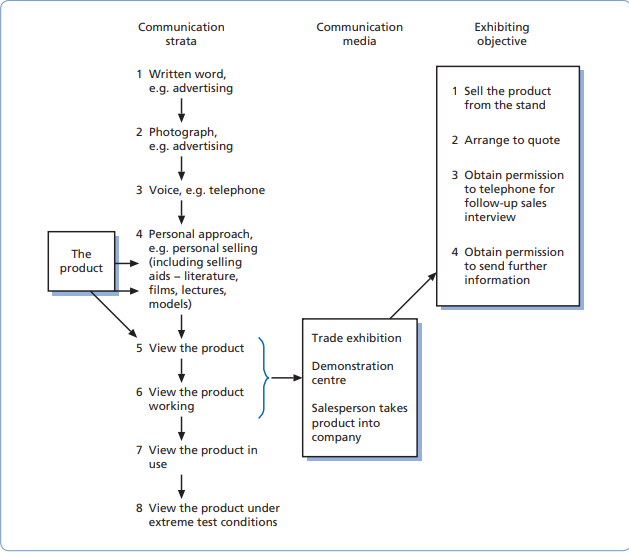 Communication
strata
Communication
media
Exhibiting
objective
1 Written word,
e.g. advertising
2 Photograph,
e.g. advertising
3 Voice, e.g. telephone
4 Personal approach,
e.g. personal selling
(including selling
aids – literature,
films, lectures,
models)
The
product
5 View the product
6 View the product
working
7 View the product in
use
8 View the product under
extreme test conditions
Trade exhibition
Demonstration
centre
Salesperson takes
product into
company
1 Sell the product
from the stand
2 Arrange to quote
3 Obtain permission
to telephone for
follow-up sales
interview
4 Obtain permission
to send further
information